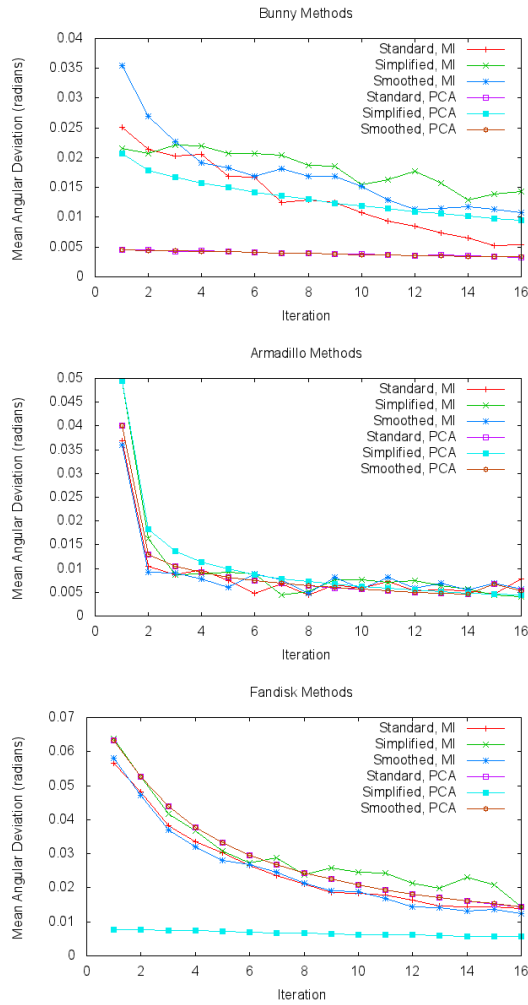 Bunny Methods
0.04
0.035
0.03
0.025
0.02
0.015
0.01
0.005
0
Mean Angular Deviation (radians)
Standard, MI
Simplified, MI
Smoothed, MI
Standard, PCA
Simplified, PCA
Smoothed, PCA
0 2 4 6 8 10 12 14 16
Iteration
Armadillo Methods
0.05
0.045
0.04
0.035
0.03
0.025
0.02
0.015
0.01
0.005
0
Mean Angular Deviation (radians)
Standard, MI
Simplified, MI
Smoothed, MI
Standard, PCA
Simplified, PCA
Smoothed, PCA
0 2 4 6 8 10 12 14 16
Iteration
Fandisk Methods
0.07
0.06
0.05
0.04
0.03
0.02
0.01
0
Mean Angular Deviation (radians)
Standard, MI
Simplified, MI
Smoothed, MI
Standard, PCA
Simplified, PCA
Smoothed, PCA
0 2 4 6 8 10 12 14 16
Iteration